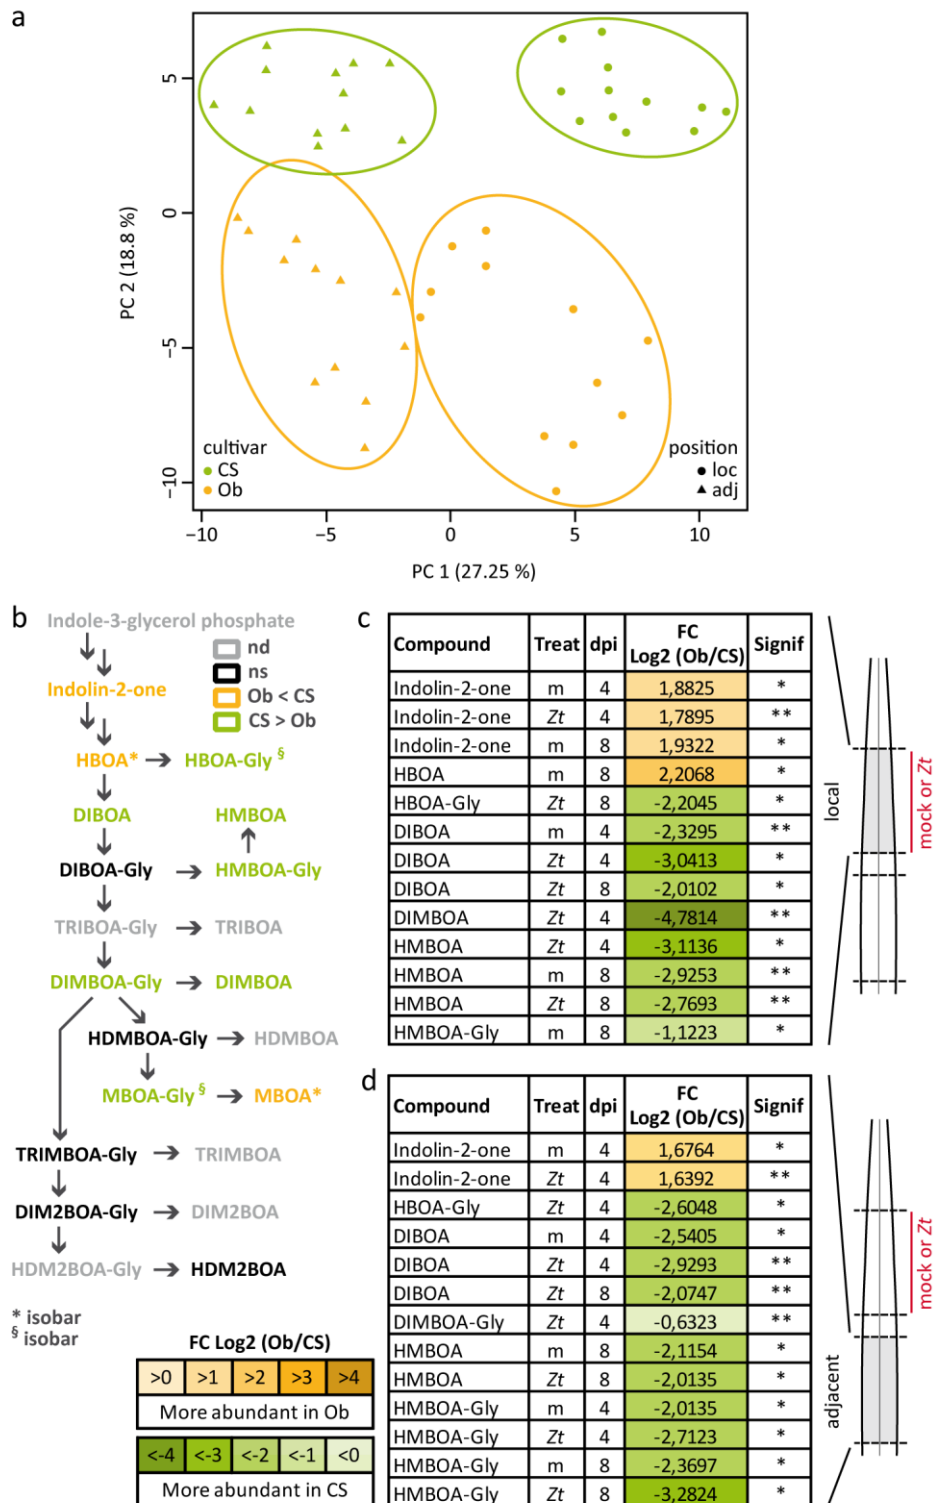 a
PC 2 (18.8 %)
5
0
−5
−10
cultivar
CS
Ob
position
loc
adj
−10 −5 0 5 10
PC 1 (27.25 %)
b
Indole-3-glycerol phosphate
nd
ns
Ob < CS
CS > Ob
Indolin-2-one
HBOA* HBOA-Gly §
DIBOA HMBOA
DIBOA-Gly HMBOA-Gly
TRIBOA-Gly TRIBOA
DIMBOA-Gly DIMBOA
HDMBOA-Gly HDMBOA
MBOA-Gly § MBOA*
TRIMBOA-Gly TRIMBOA
DIM2BOA-Gly DIM2BOA
HDM2BOA-Gly HDM2BOA
* isobar
§ isobar
FC Log2 (Ob/CS)
>0 >1 >2 >3 >4
More abundant in Ob
<-4 <-3 <-2 <-1 <0
More abundant in CS
c
Compound Treat dpi FC Log2 (Ob/CS) Signif
Indolin-2-one m 4 1,8825 *
Indolin-2-one Zt 4 1,7895 **
Indolin-2-one m 8 1,9322 *
HBOA m 8 2,2068 *
HBOA-Gly Zt 8 -2,2045 *
DIBOA m 4 -2,3295 **
DIBOA Zt 4 -3,0413 *
DIBOA Zt 8 -2,0102 *
DIMBOA Zt 4 -4,7814 **
HMBOA Zt 4 -3,1136 *
HMBOA m 8 -2,9253 **
HMBOA Zt 8 -2,7693 **
HMBOA-Gly m 8 -1,1223 *
local
mock or Zt
d
Compound Treat dpi FC Log2 (Ob/CS) Signif
Indolin-2-one m 4 1,6764 *
Indolin-2-one Zt 4 1,6392 **
HBOA-Gly Zt 4 -2,6048 *
DIBOA m 4 -2,5405 *
DIBOA Zt 4 -2,9293 **
DIBOA Zt 8 -2,0747 **
DIMBOA-Gly Zt 4 -0,6323 **
HMBOA m 8 -2,1154 *
HMBOA Zt 8 -2,0135 *
HMBOA-Gly m 4 -2,0135 *
HMBOA-Gly Zt 4 -2,7123 *
HMBOA-Gly m 8 -2,3697 *
HMBOA-Gly Zt 8 -3,2824 *
adjacent
mock or Zt